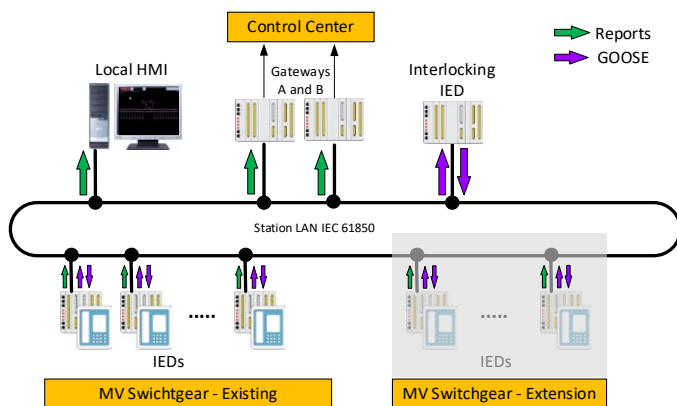 Control Center
Reports
GOOSE
Local HMI
Gateways
A and B
Interlocking
IED
Station LAN IEC 61850
.....
.....
IEDs
IEDs
MV Swichtgear - Existing
MV Switchgear - Extension